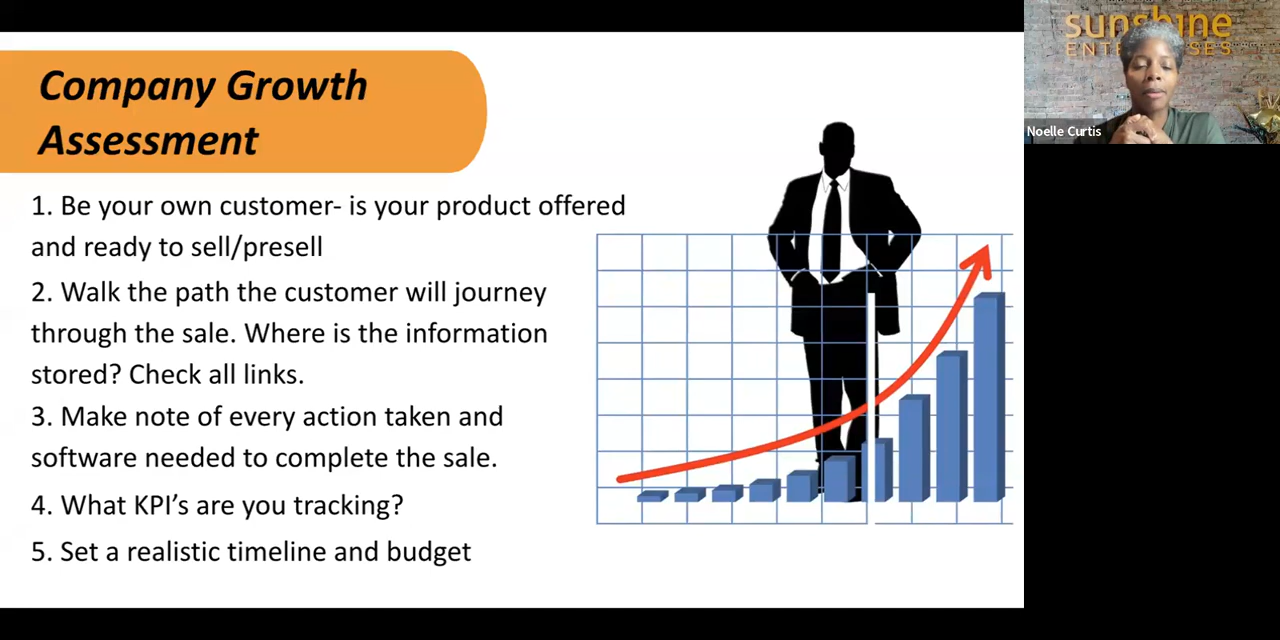 Company Growth
Assessment
1. Be your own customer- is your product offered
and ready to sell/presell
2. Walk the path the customer will journey
through the sale. Where is the information
stored? Check all links.
3. Make note of every action taken and
software needed to complete the sale.
4. What KPI’s are you tracking?
5. Set a realistic timeline and budget
sunshine
Noelle Curtis